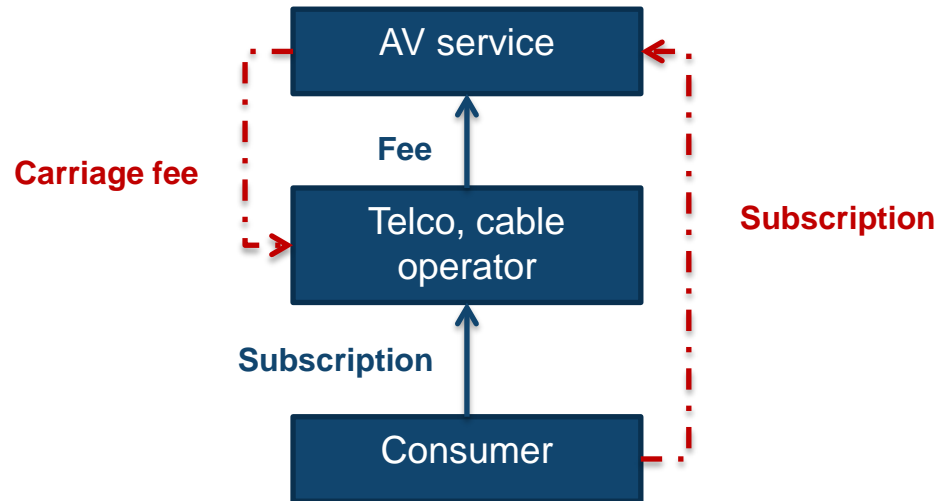 AV service
Fee
Carriage fee
Telco, cable
operator
Subscription
Subscription
Consumer